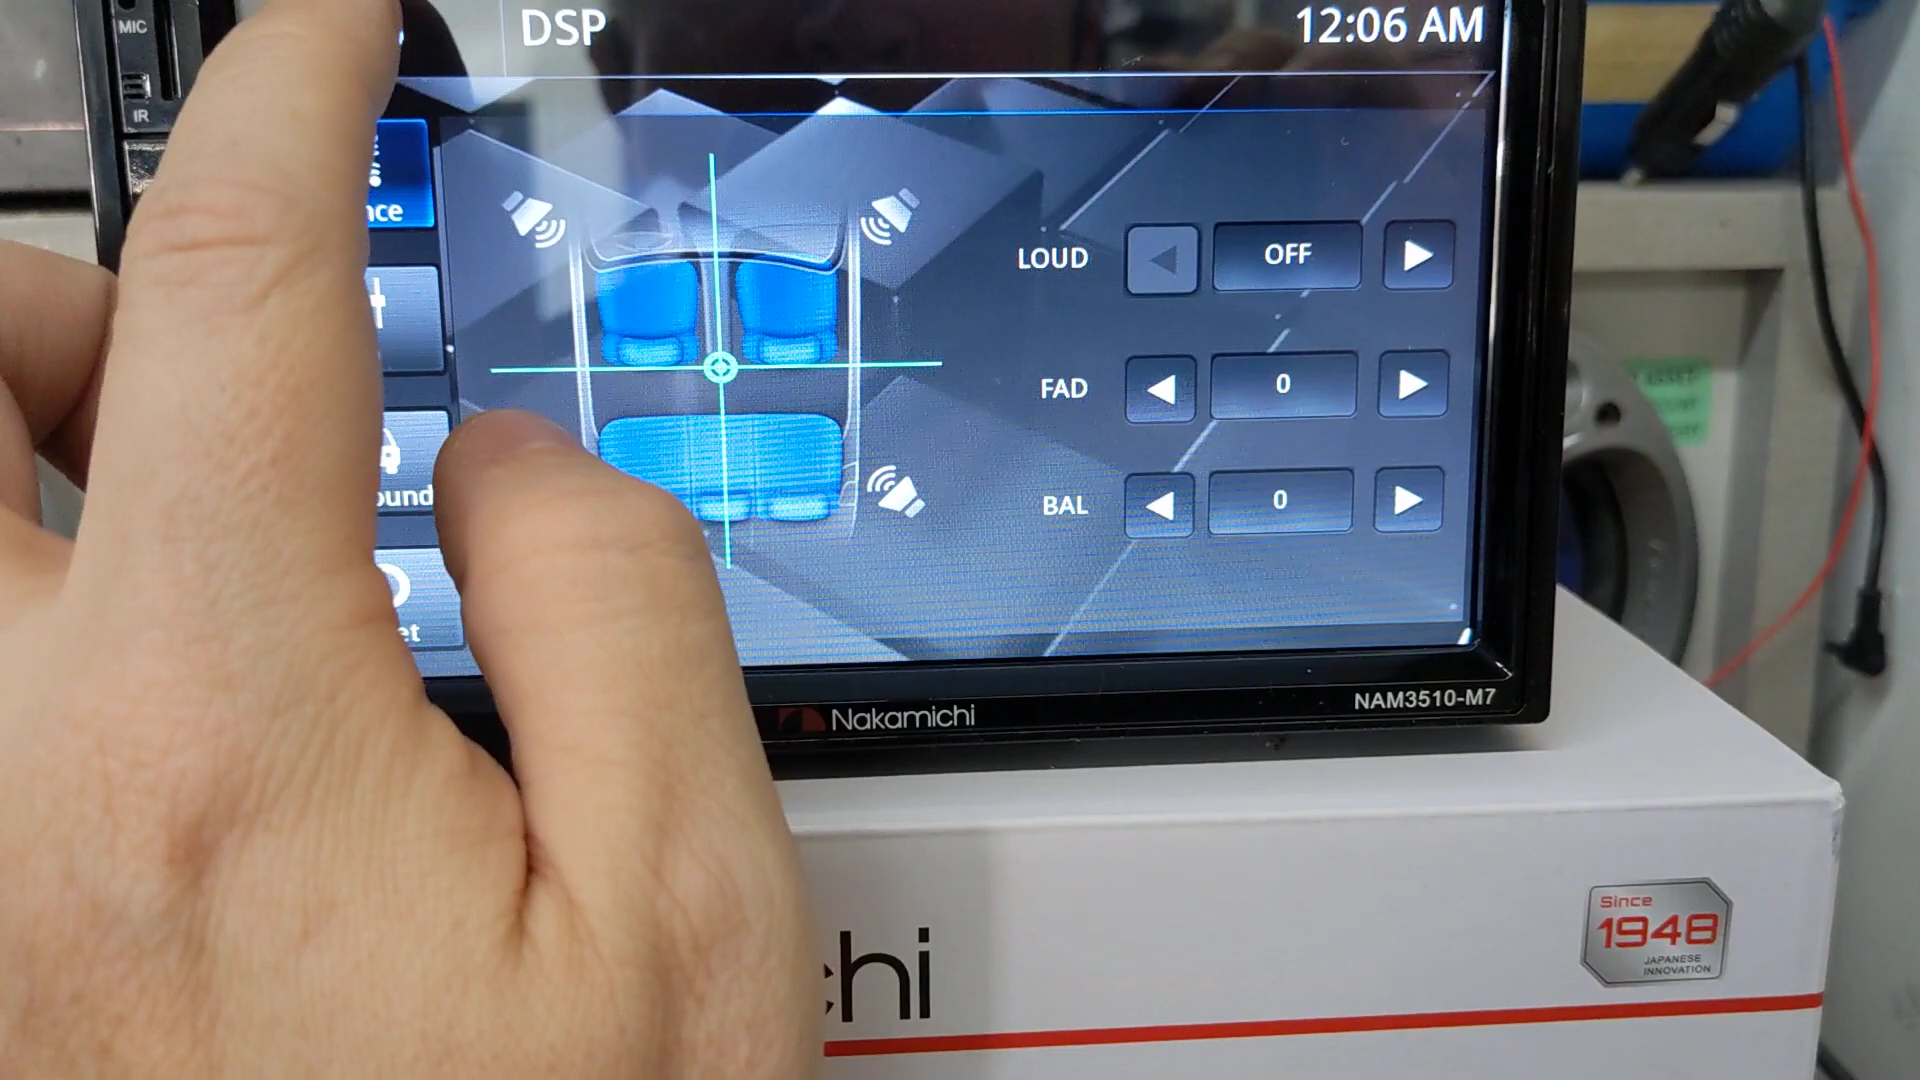 MIC
DSP
12:06 AM
IR
nce
LOUD
OFF
FAD
0
ound
BAL
0
et
Nakamichi
NAM3510-M7
Since
1948
JAPANESE
INNOVATION
chi